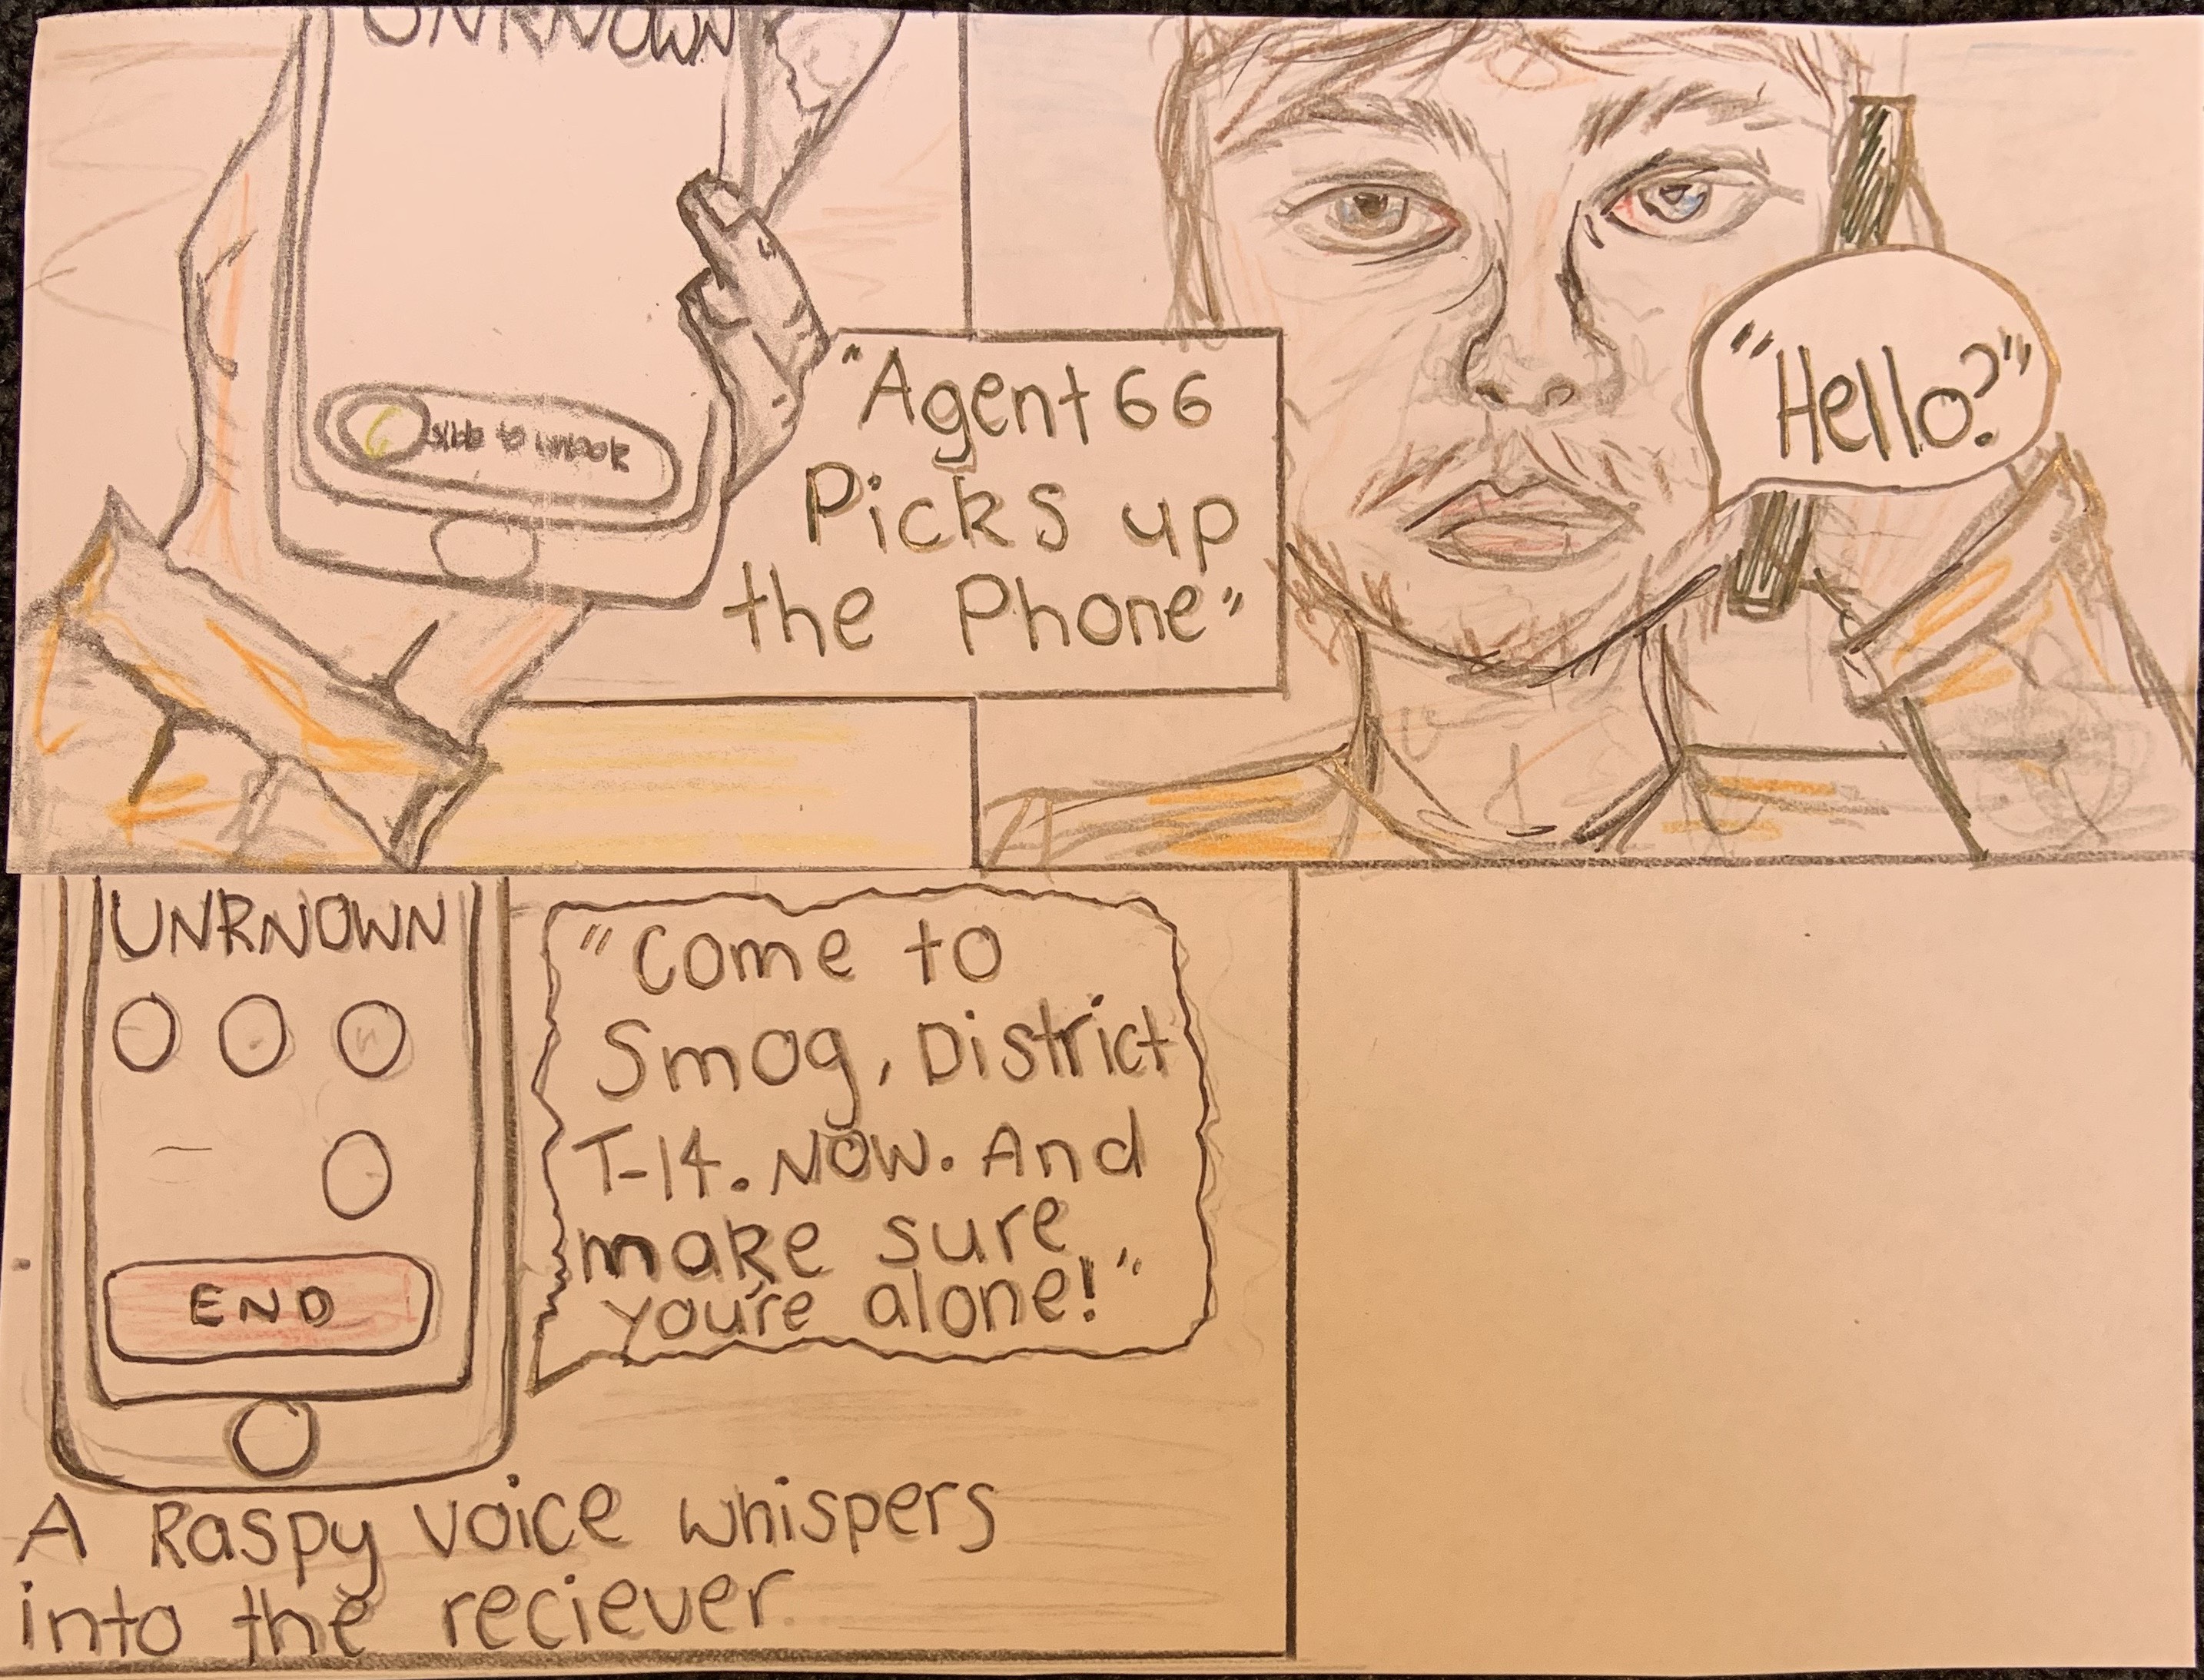 UNKNOWN
slide to unlock
"Agent 66
Picks up
the Phone"
"Hello?"
UNKNOWN
END
"Come to
Smog, District
T-14. NOW. And
make sure
you're alone!"
A Raspy voice whispers
into the reciever.